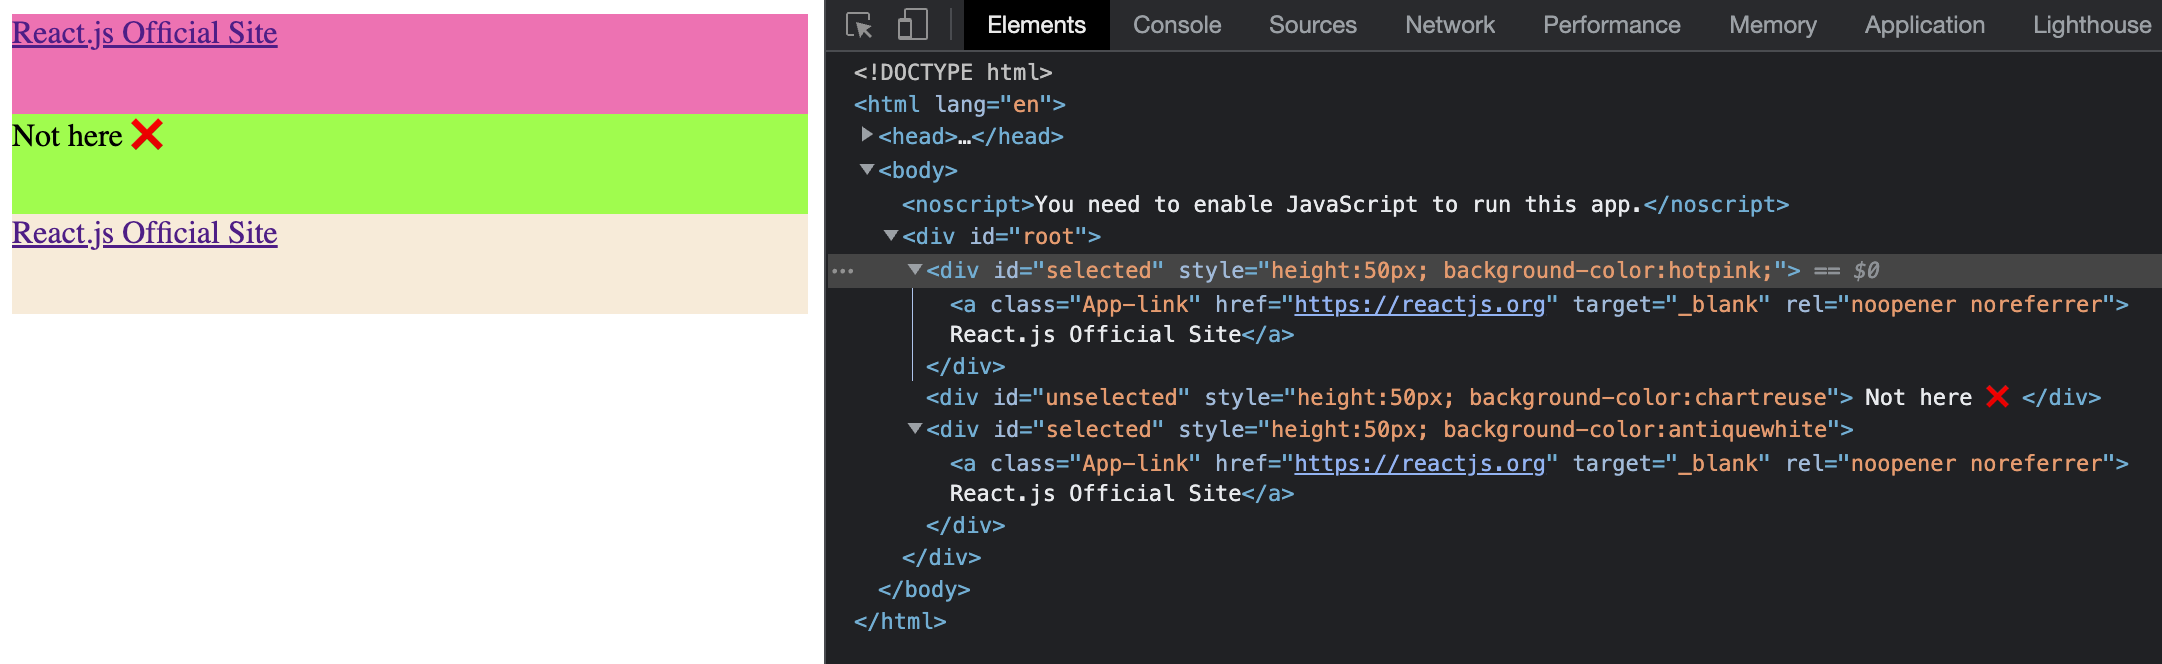 React.js Official Site
Not here ❌
React.js Official Site
Elements Console Sources Network Performance Memory Application Lighthouse
<!DOCTYPE html>
<html lang="en">
<head>…</head>
<body>
<noscript>You need to enable JavaScript to run this app.</noscript>
<div id="root">
<div id="selected" style="height:50px; background-color:hotpink;"> == $0
<a class="App-link" href="https://reactjs.org" target="_blank" rel="noopener noreferrer">
React.js Official Site</a>
</div>
<div id="unselected" style="height:50px; background-color:chartreuse"> Not here ❌ </div>
<div id="selected" style="height:50px; background-color:antiquewhite">
<a class="App-link" href="https://reactjs.org" target="_blank" rel="noopener noreferrer">
React.js Official Site</a>
</div>
</div>
</body>
</html>